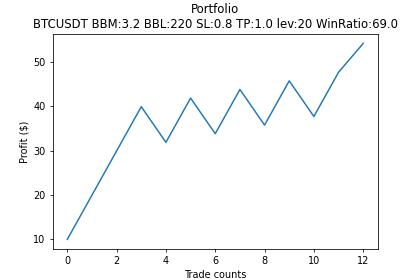 Portfolio
BTCUSDT BBM:3.2 BBL:220 SL:0.8 TP:1.0 lev:20 WinRatio:69.0
50
40
30
20
10
Profit ($)
0 2 4 6 8 10 12
Trade counts